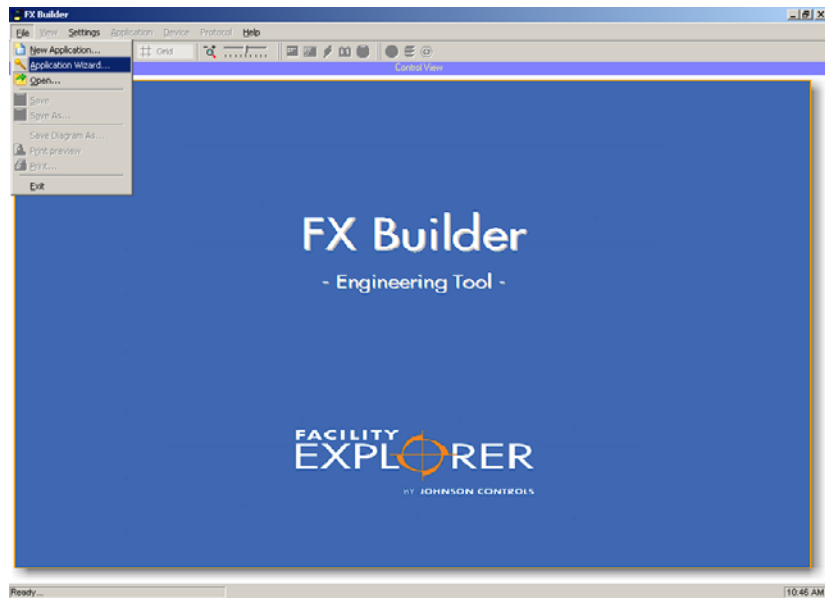 FX Builder
File View Settings Application Device Protocol Help
New Application...
Grid
Application Wizard...
Control View
Open...
Save
Save As...
Save Diagram As...
Print preview
Print...
Exit
FX Builder
- Engineering Tool -
FACILITY
EXPLORER
BY JOHNSON CONTROLS
Ready...
10:46 AM